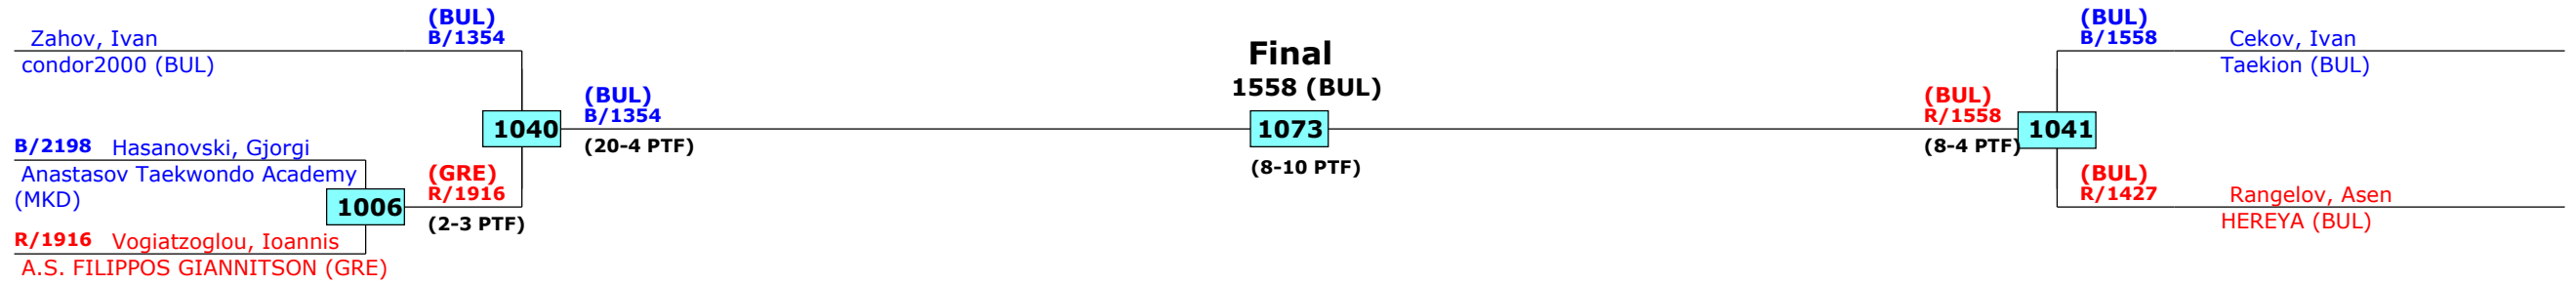 (BUL)
B/1354
Zahov, Ivan
condor2000 (BUL)
(BUL)
B/1354
1040
(20-4 PTF)
B/2198 Hasanovski, Gjorgi
Anastasov Taekwondo Academy
(MKD)
(GRE)
R/1916
1006
(2-3 PTF)
R/1916 Vogiatzoglou, Ioannis
A.S. FILIPPOS GIANNITSON (GRE)
Final
1558 (BUL)
1073
(8-10 PTF)
(BUL)
B/1558
Cekov, Ivan
Taekion (BUL)
(BUL)
R/1558
1041
(8-4 PTF)
(BUL)
R/1427
Rangelov, Asen
HEREYA (BUL)